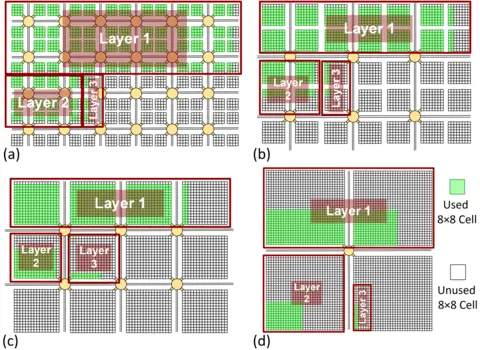 Layer 1
Layer 2
Layer 3
(a)
Layer 1
Layer
2
Layer 3
(b)
Layer 1
Layer
2
Layer
3
(c)
Layer 1
Layer
2
Layer 3
(d)
Used
8×8 Cell
Unused
8×8 Cell